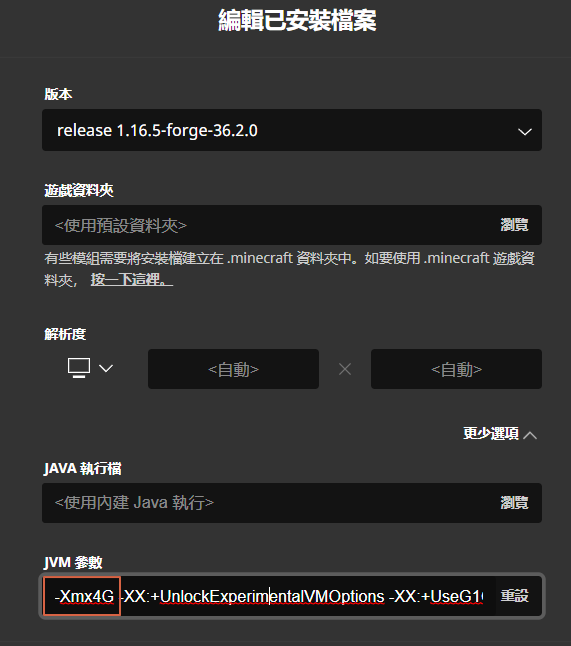 編輯已安裝檔案
版本
release 1.16.5-forge-36.2.0
遊戲資料夾
<使用預設資料夾> 瀏覽
有些模組需要將安裝檔建立在 .minecraft 資料夾中。如要使用 .minecraft 遊戲資
料夾， 按一下這裡。
解析度
<自動> × <自動>
更少選項
JAVA 執行檔
<使用內建 Java 執行> 瀏覽
JVM 參數
-Xmx4G -XX:+UnlockExperimentalVMOptions -XX:+UseG1 重設